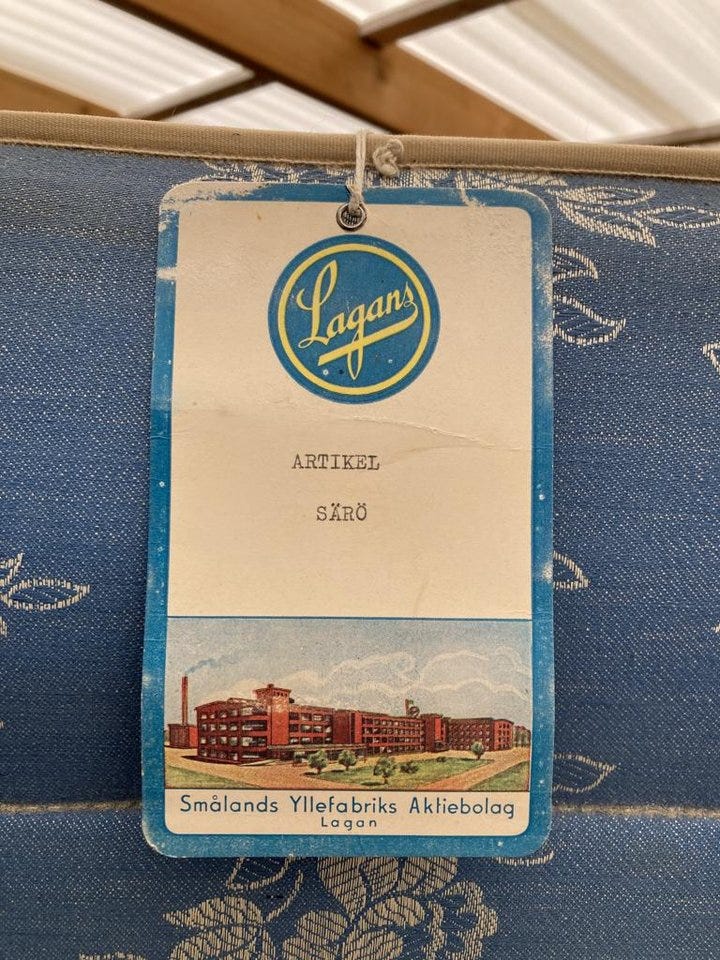 Lagans
ARTIKEL
SÄRÖ
Smålands Yllefabriks Aktiebolag
Lagan